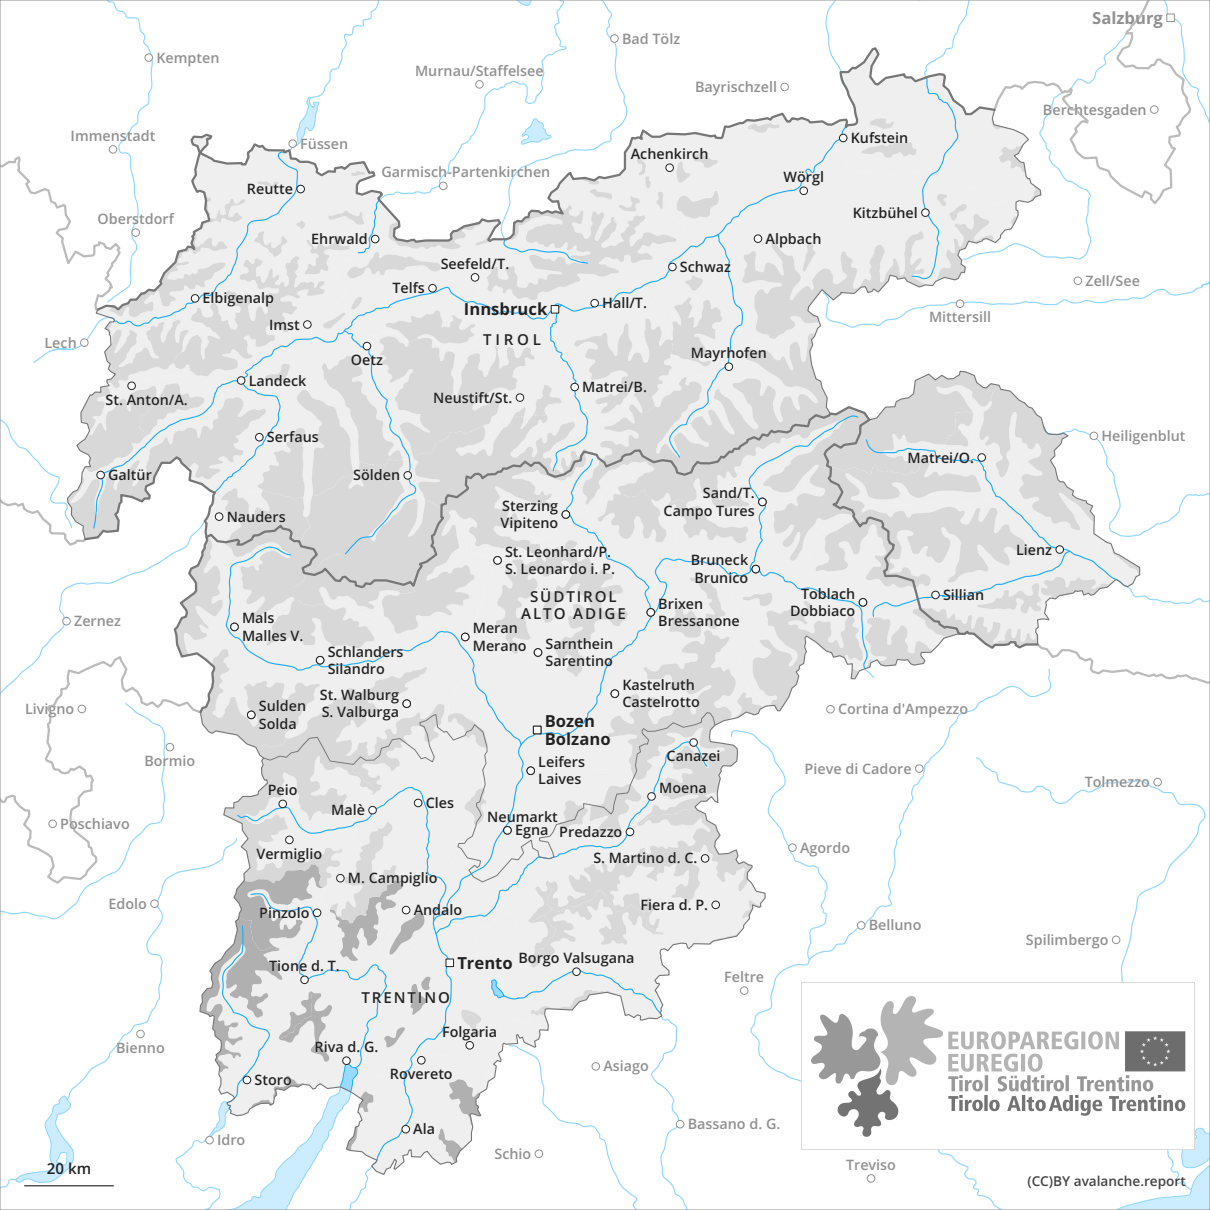 Salzburg
Bad Tölz
Kempten
Murnau/Staffelsee
Bayrischzell
Berchtesgaden
Immenstadt
Füssen
Kufstein
Achenkirch
Garmisch-Partenkirchen
Wörgl
Reutte
Oberstdorf
Kitzbühel
Ehrwald
Alpbach
Seefeld/T.
Schwaz
Zell/See
Telfs
Elbigenalp
Hall/T.
Innsbruck
Mittersill
Imst
TIROL
Lech
Mayrhofen
Oetz
Landeck
Matrei/B.
St. Anton/A.
Neustift/St.
Serfaus
Heiligenblut
Matrei/O.
Galtür
Sölden
Sand/T.
Campo Tures
Sterzing
Vipiteno
Nauders
Lienz
St. Leonhard/P.
S. Leonardo i. P.
Bruneck
Brunico
SÜDTIROL
ALTO ADIGE
Toblach
Dobbiaco
Sillian
Brixen
Bressanone
Zernez
Mals
Malles V.
Meran
Merano
Sarnthein
Sarentino
Schlanders
Silandro
Kastelruth
Castelrotto
St. Walburg
S. Valburga
Sulden
Solda
Livigno
Cortina d'Ampezzo
Bozen
Bolzano
Bormio
Canazei
Leifers
Laives
Pieve di Cadore
Tolmezzo
Peio
Moena
Malè
Cles
Neumarkt
Egna
Predazzo
Poschiavo
Vermiglio
Agordo
S. Martino d. C.
M. Campiglio
Edolo
Pinzolo
Andalo
Fiera d. P.
Belluno
Spilimbergo
Tione d. T.
Trento
Borgo Valsugana
Feltre
TRENTINO
Folgaria
Bienno
Riva d. G.
Rovereto
Asiago
Storo
EUROPAREGION
EUREGIO
Tirol Südtirol Trentino
Tirolo Alto Adige Trentino
Ala
Bassano d. G.
Idro
Schio
Treviso
20 km
(CC)BY avalanche.report